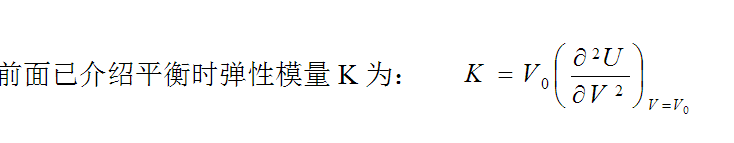 前面已介绍平衡时弹性模量 K 为： K = V₀(∂²U/∂V²)_{V=V₀}